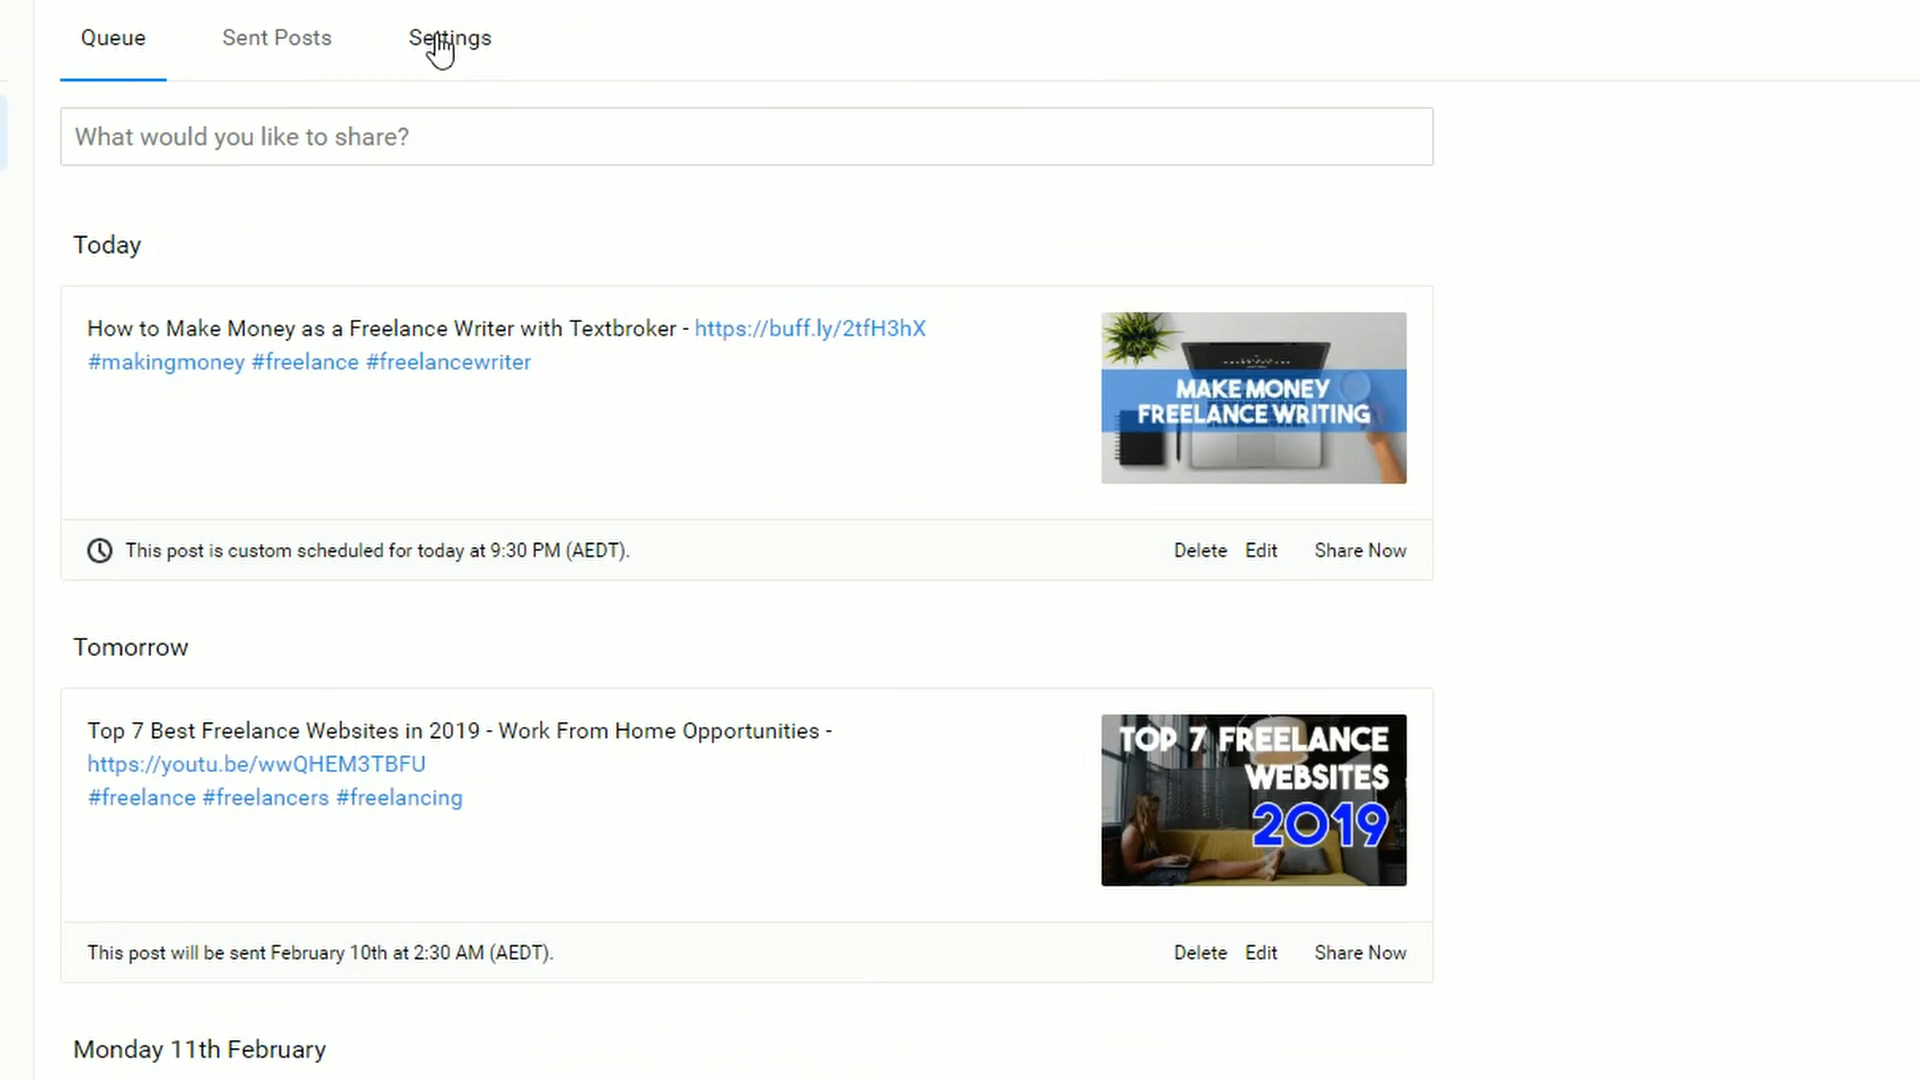 Queue
Sent Posts
Settings
What would you like to share?
Today
How to Make Money as a Freelance Writer with Textbroker - https://buff.ly/2tfH3hX
#makingmoney #freelance #freelancewriter
MAKE MONEY
FREELANCE WRITING
This post is custom scheduled for today at 9:30 PM (AEDT).
Delete
Edit
Share Now
Tomorrow
Top 7 Best Freelance Websites in 2019 - Work From Home Opportunities -
https://youtu.be/wwQHEM3TBFU
#freelance #freelancers #freelancing
TOP 7 FREELANCE
WEBSITES
2019
This post will be sent February 10th at 2:30 AM (AEDT).
Delete
Edit
Share Now
Monday 11th February